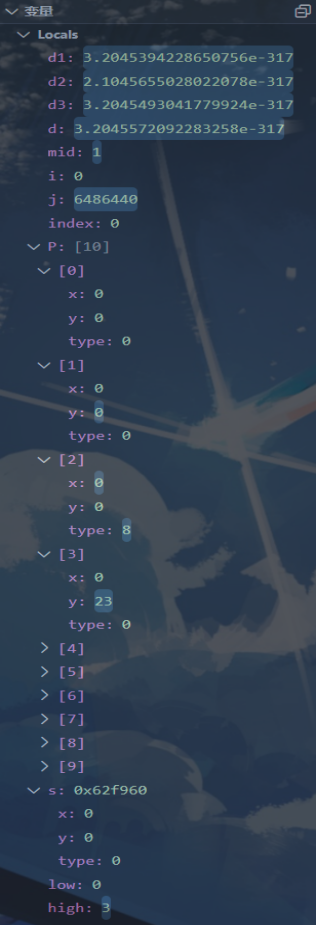 变量
Locals
d1: 3.2045394228650756e-317
d2: 2.1045655028022078e-317
d3: 3.2045493041779924e-317
d: 3.2045572092283258e-317
mid: 1
i: 0
j: 6486440
index: 0
P: [10]
[0]
x: 0
y: 0
type: 0
[1]
x: 0
y: 0
type: 0
[2]
x: 0
y: 0
type: 8
[3]
x: 0
y: 23
type: 0
[4]
[5]
[6]
[7]
[8]
[9]
s: 0x62f960
x: 0
y: 0
type: 0
low: 0
high: 3